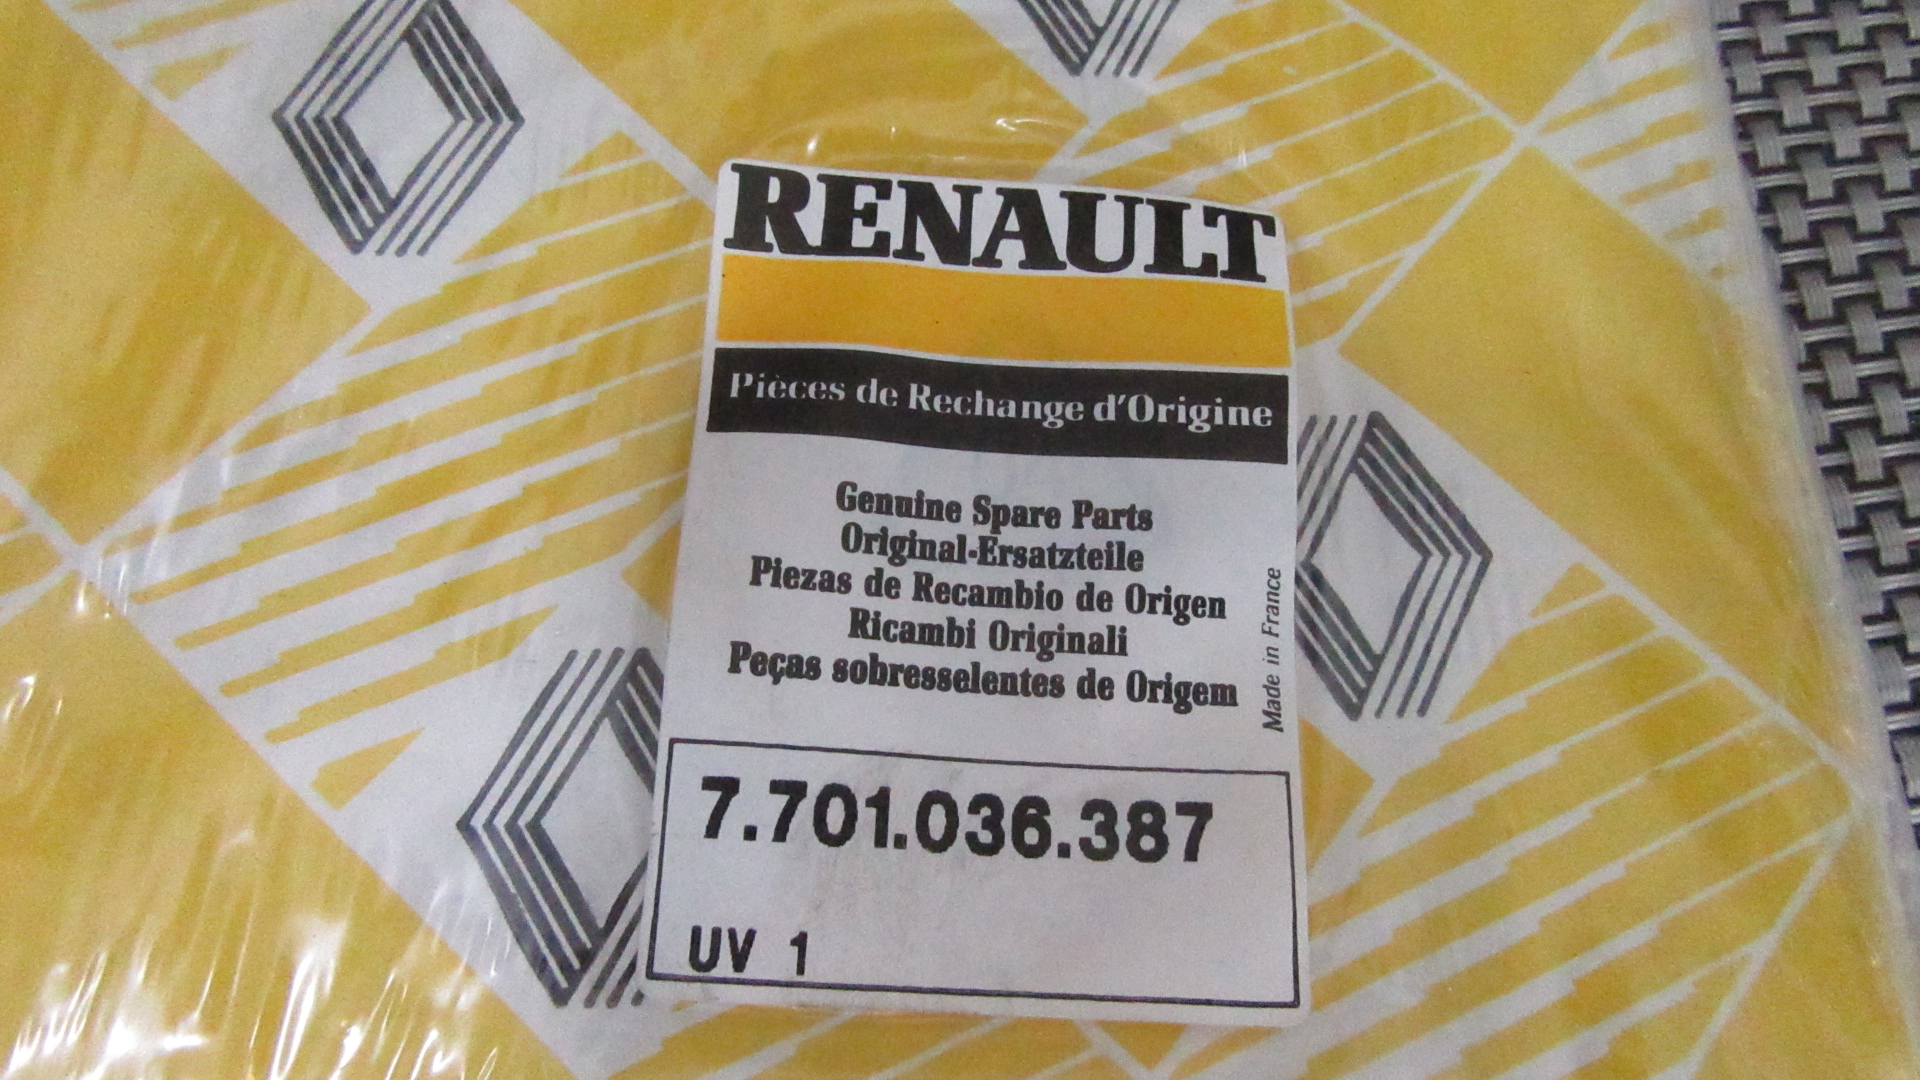 RENAULT
Pièces de Rechange d'Origine
Genuine Spare Parts
Original-Ersatzteile
Piezas de Recambio de Origen
Ricambi Originali
Peças sobresselentes de Origem
Made in France
7.701.036.387
UV 1